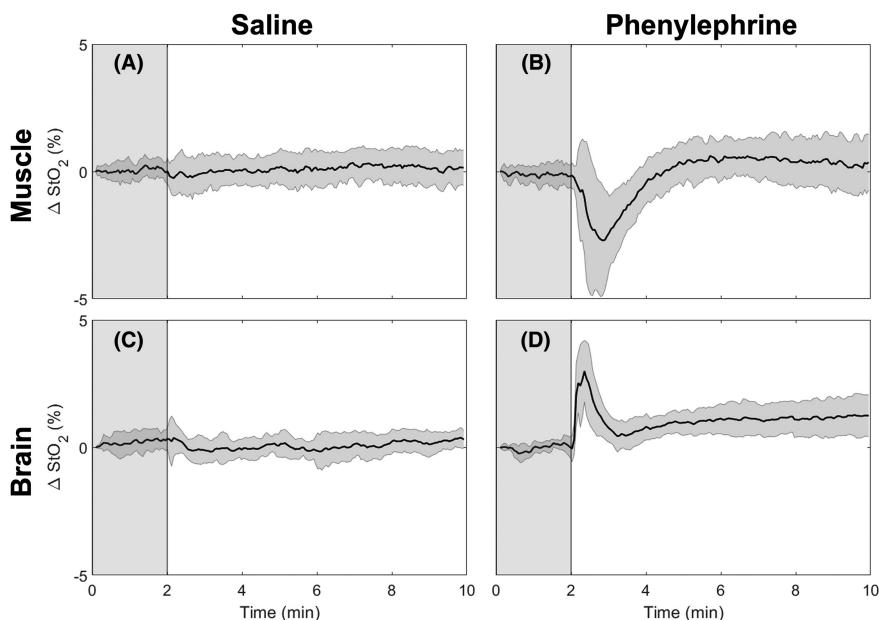 Saline
Phenylephrine
Muscle
Δ StO2 (%)
5
0
-5
(A)
(B)
Brain
Δ StO2 (%)
5
0
-5
(C)
(D)
0 2 4 6 8 10
Time (min)
0 2 4 6 8 10
Time (min)